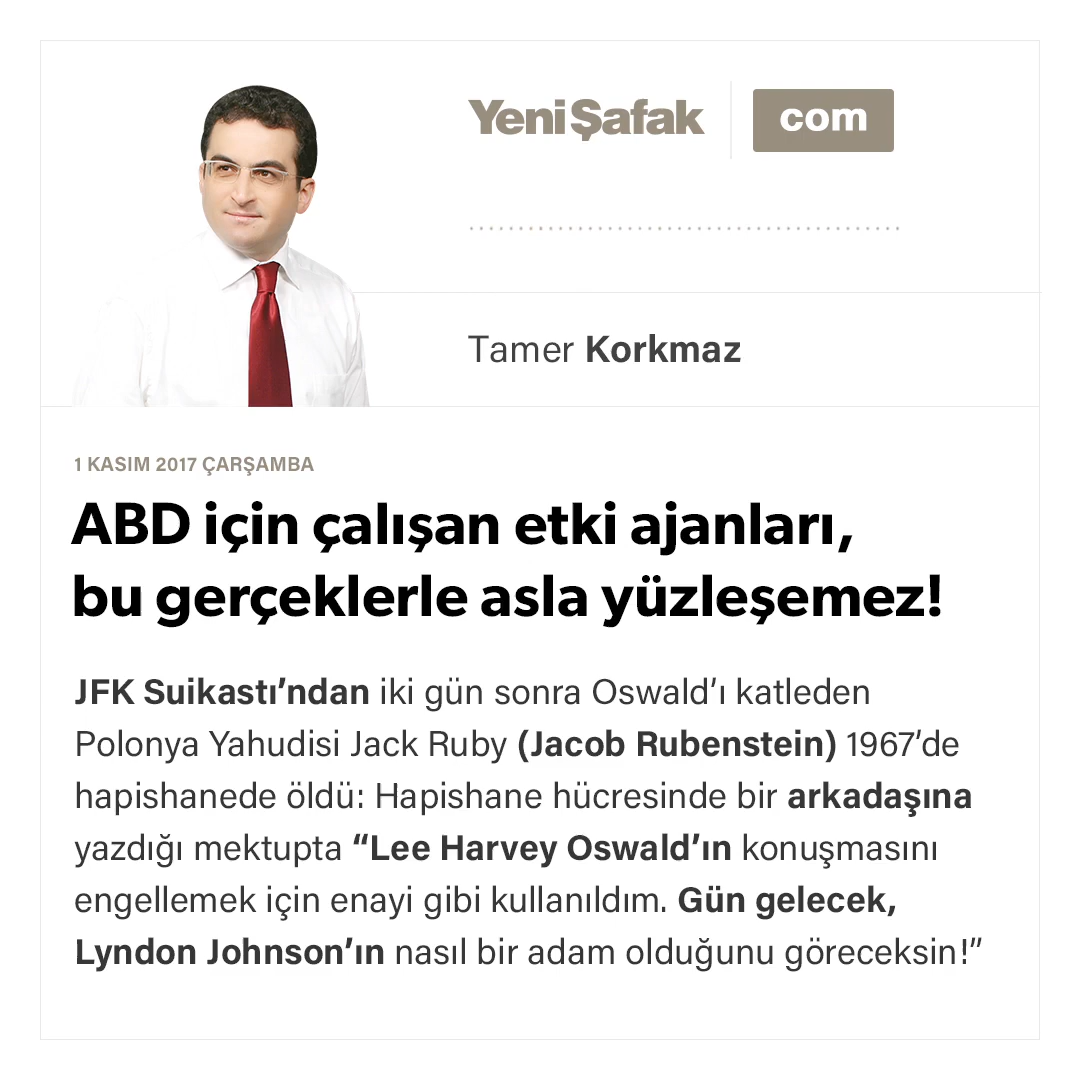 YeniŞafak com
Tamer Korkmaz
1 KASIM 2017 ÇARŞAMBA
ABD için çalışan etki ajanları,
bu gerçeklerle asla yüzleşemez!
JFK Suikastı’ndan iki gün sonra Oswald’ı katleden
Polonya Yahudisi Jack Ruby (Jacob Rubenstein) 1967’de
hapishanede öldü: Hapishane hücresinde bir arkadaşına
yazdığı mektupta “Lee Harvey Oswald’ın konuşmasını
engellemek için enayi gibi kullanıldım. Gün gelecek,
Lyndon Johnson’ın nasıl bir adam olduğunu göreceksin!”